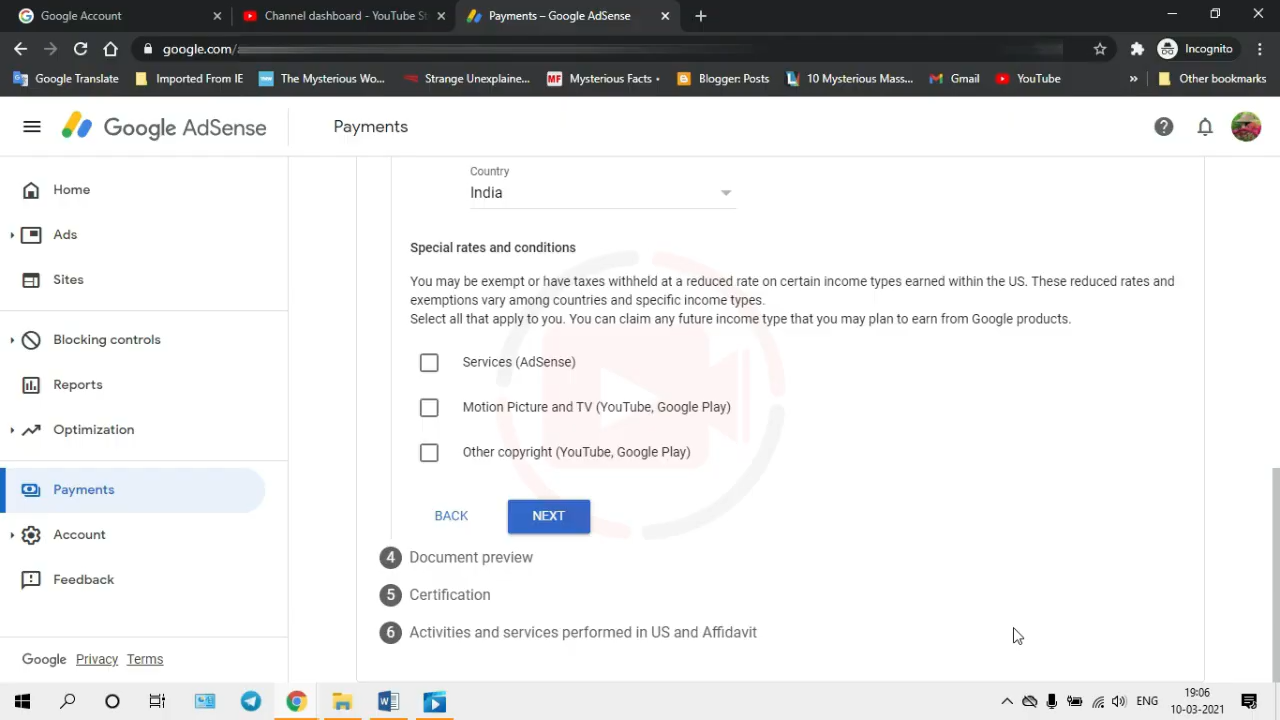 Google Account
Channel dashboard - YouTube St
Payments – Google AdSense
google.com/
Incognito
Google Translate
Imported From IE
The Mysterious Wo...
Strange Unexplaine...
MF Mysterious Facts •
Blogger: Posts
10 Mysterious Mass...
Gmail
YouTube
»
Other bookmarks
Google AdSense
Payments
Home
Ads
Sites
Blocking controls
Reports
Optimization
Payments
Account
Feedback
Google Privacy Terms
Country
India
Special rates and conditions
You may be exempt or have taxes withheld at a reduced rate on certain income types earned within the US. These reduced rates and
exemptions vary among countries and specific income types.
Select all that apply to you. You can claim any future income type that you may plan to earn from Google products.
Services (AdSense)
Motion Picture and TV (YouTube, Google Play)
Other copyright (YouTube, Google Play)
BACK NEXT
4 Document preview
5 Certification
6 Activities and services performed in US and Affidavit
ENG
19:06
10-03-2021